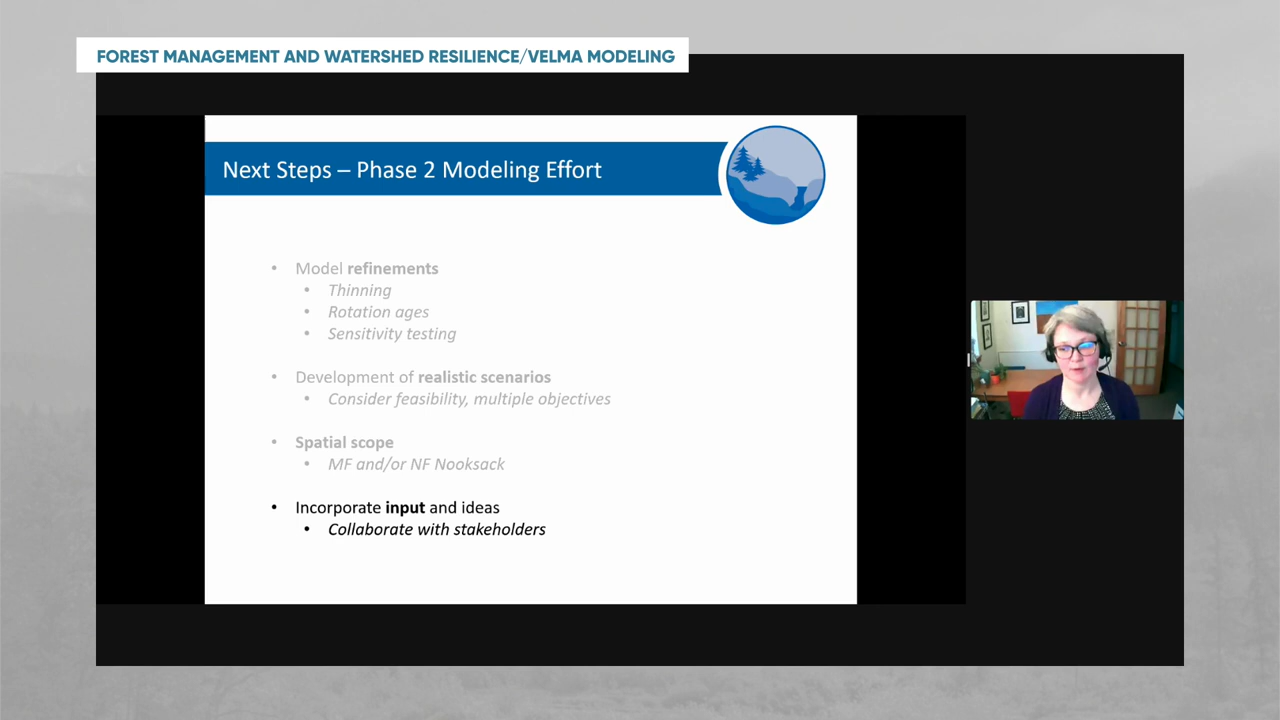 FOREST MANAGEMENT AND WATERSHED RESILIENCE/VELMA MODELING
Next Steps – Phase 2 Modeling Effort
• Model refinements
• Thinning
• Rotation ages
• Sensitivity testing
• Development of realistic scenarios
• Consider feasibility, multiple objectives
• Spatial scope
• MF and/or NF Nooksack
• Incorporate input and ideas
• Collaborate with stakeholders